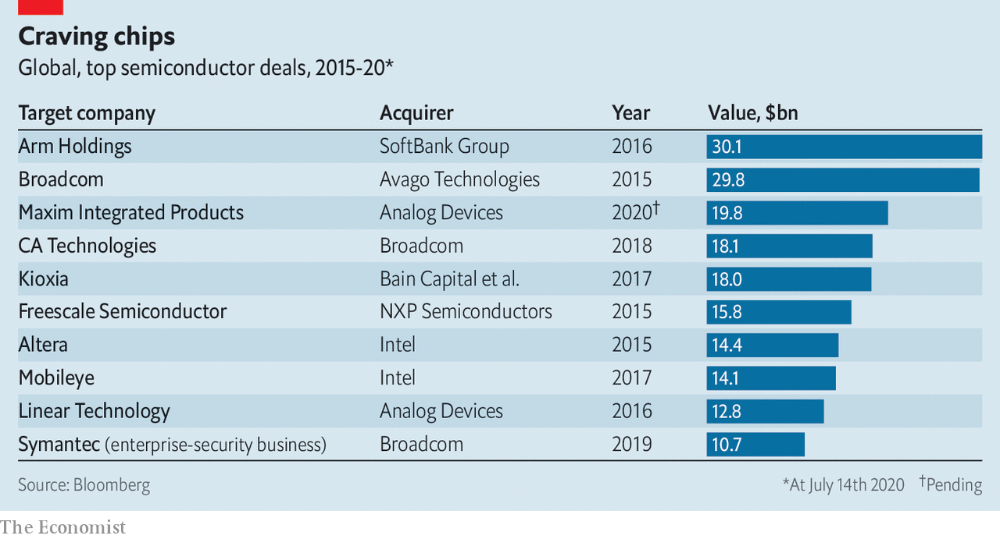 Craving chips
Global, top semiconductor deals, 2015-20*
Target company Acquirer Year Value, $bn
Arm Holdings SoftBank Group 2016 30.1
Broadcom Avago Technologies 2015 29.8
Maxim Integrated Products Analog Devices 2020† 19.8
CA Technologies Broadcom 2018 18.1
Kioxia Bain Capital et al. 2017 18.0
Freescale Semiconductor NXP Semiconductors 2015 15.8
Altera Intel 2015 14.4
Mobileye Intel 2017 14.1
Linear Technology Analog Devices 2016 12.8
Symantec (enterprise-security business) Broadcom 2019 10.7
Source: Bloomberg *At July 14th 2020 †Pending
The Economist